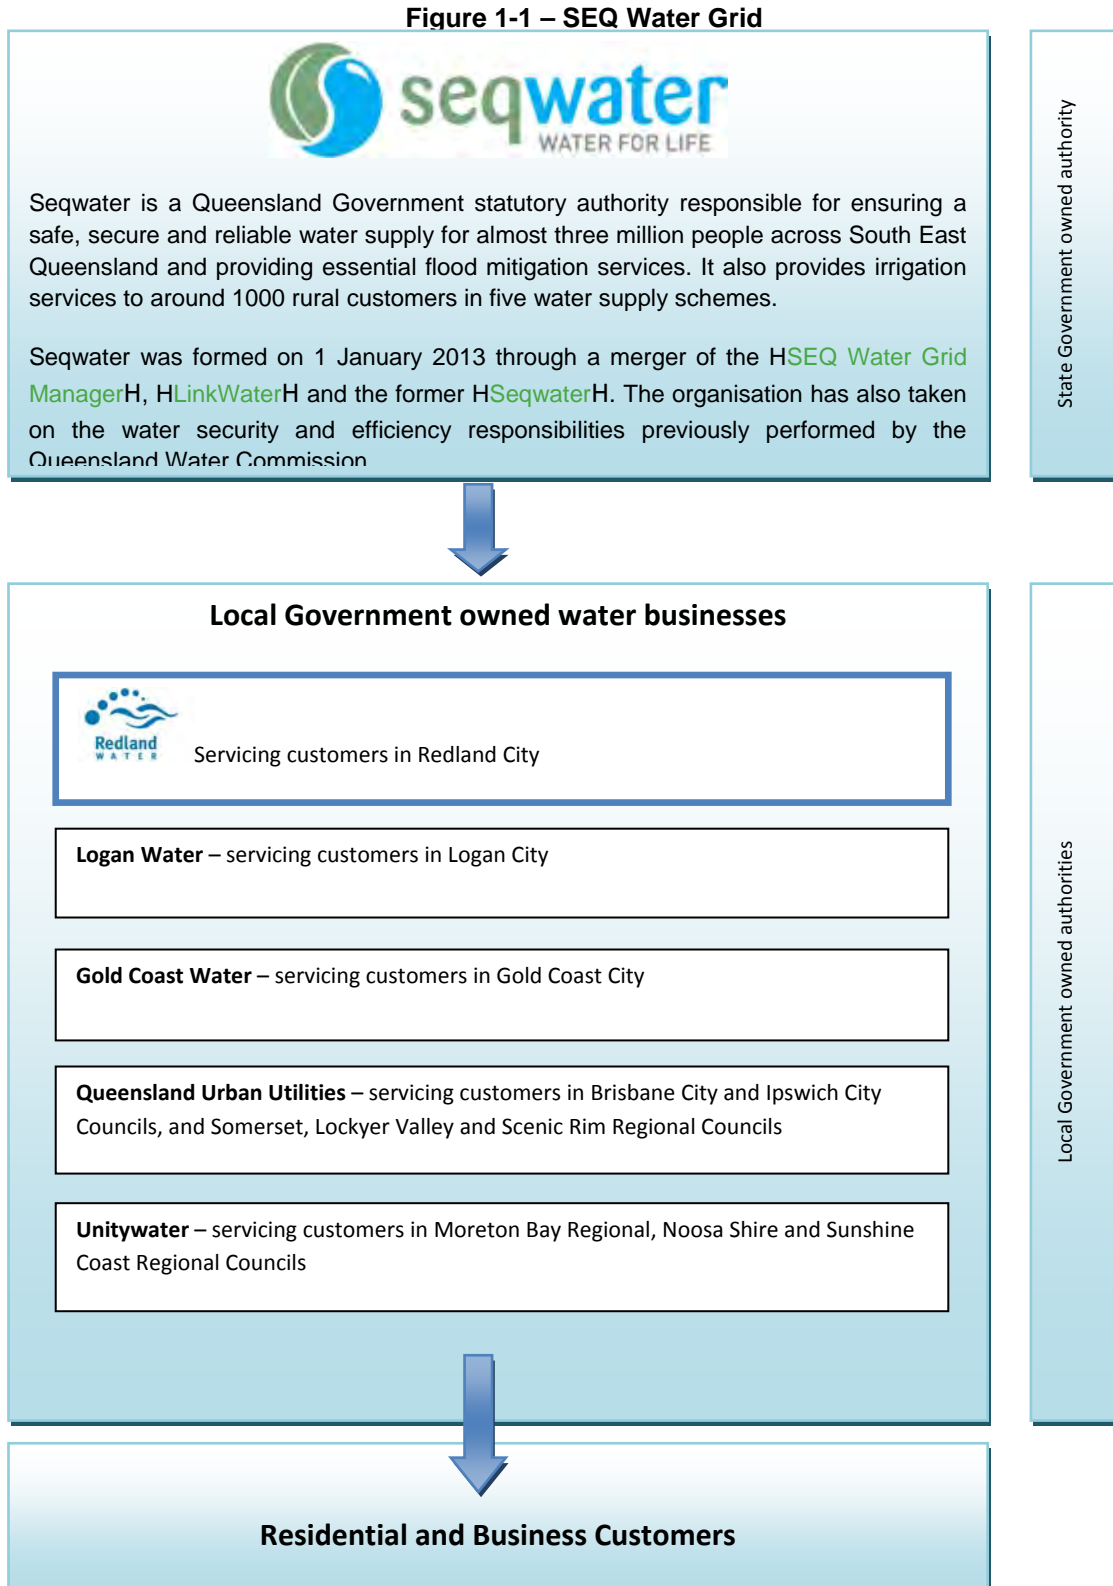 Figure 1-1 – SEQ Water Grid
seqwater
WATER FOR LIFE
Seqwater is a Queensland Government statutory authority responsible for ensuring a
safe, secure and reliable water supply for almost three million people across South East
Queensland and providing essential flood mitigation services. It also provides irrigation
services to around 1000 rural customers in five water supply schemes.
Seqwater was formed on 1 January 2013 through a merger of the HSEQ Water Grid
ManagerH, HLinkWaterH and the former HSeqwaterH. The organisation has also taken
on the water security and efficiency responsibilities previously performed by the
Queensland Water Commission
State Government owned authority
Local Government owned water businesses
Redland
WATER
Servicing customers in Redland City
Logan Water – servicing customers in Logan City
Gold Coast Water – servicing customers in Gold Coast City
Queensland Urban Utilities – servicing customers in Brisbane City and Ipswich City
Councils, and Somerset, Lockyer Valley and Scenic Rim Regional Councils
Unitywater – servicing customers in Moreton Bay Regional, Noosa Shire and Sunshine
Coast Regional Councils
Local Government owned authorities
Residential and Business Customers